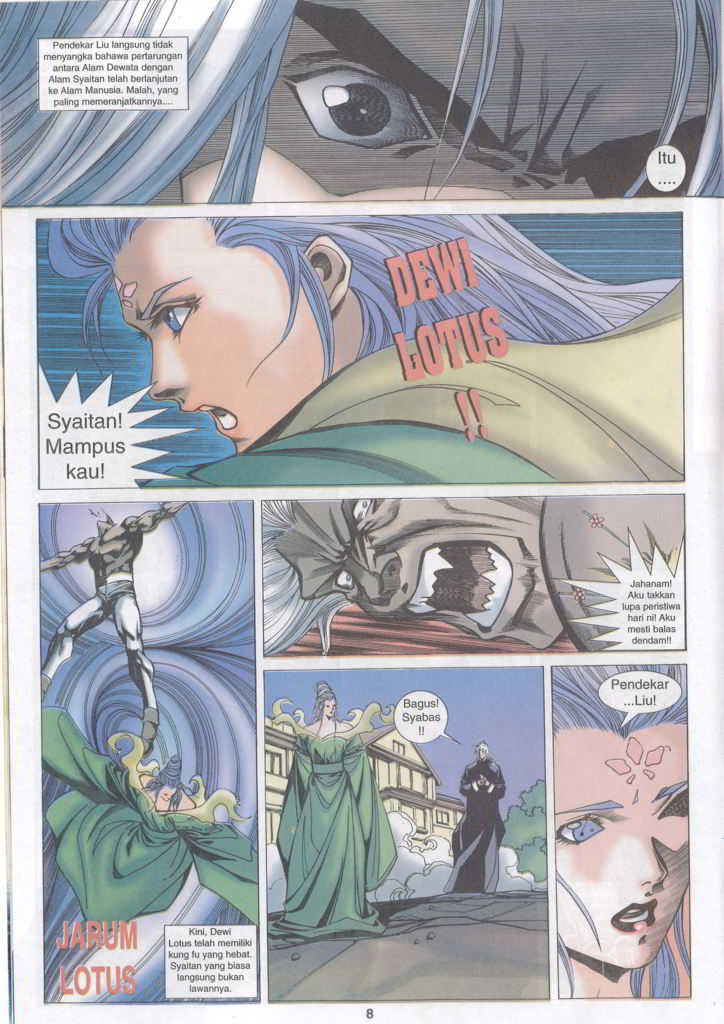 Pendekar Liu langsung tidak
menyangka bahawa pertarungan
antara Alam Dewata dengan
Alam Syaitan telah berlanjutan
ke Alam Manusia. Malah, yang
paling memeranjatkannya....
Itu
....
DEWI
LOTUS
!!
Syaitan!
Mampus
kau!
Jahanam!
Aku takkan
lupa peristiwa
hari ni! Aku
mesti balas
dendam!!
JARUM
LOTUS
Kini, Dewi
Lotus telah memiliki
kung fu yang hebat.
Syaitan yang biasa
langsung bukan
lawannya.
Bagus!
Syabas
!!
Pendekar
...Liu!
8